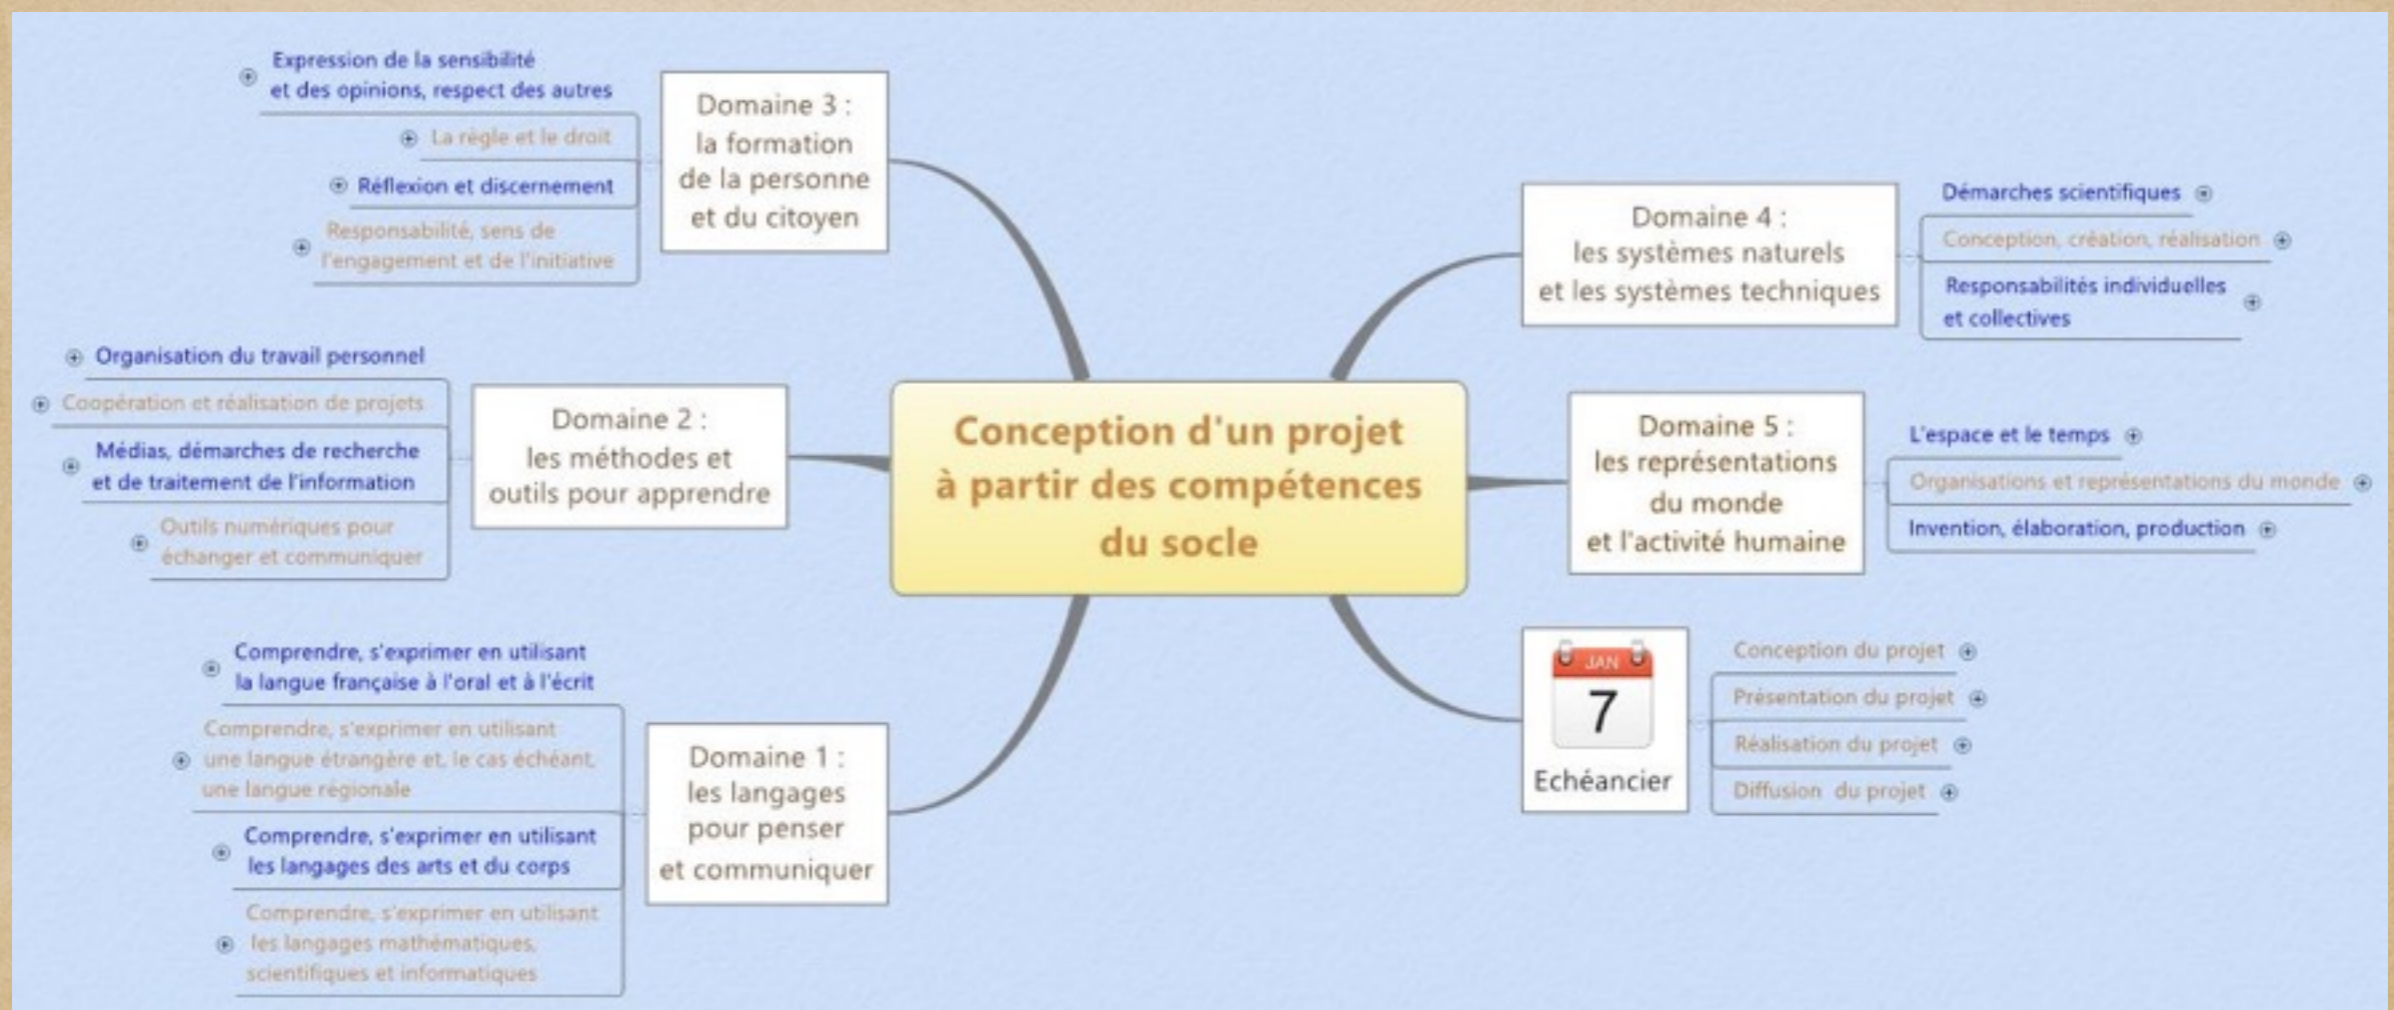 Conception d'un projet
à partir des compétences
du socle
Domaine 3 :
la formation
de la personne
et du citoyen
Expression de la sensibilité
et des opinions, respect des autres
La règle et le droit
Réflexion et discernement
Responsabilité, sens de
l'engagement et de l'initiative
Domaine 2 :
les méthodes et
outils pour apprendre
Organisation du travail personnel
Coopération et réalisation de projets
Médias, démarches de recherche
et de traitement de l'information
Outils numériques pour
échanger et communiquer
Domaine 1 :
les langages
pour penser
et communiquer
Comprendre, s'exprimer en utilisant
la langue française à l'oral et à l'écrit
Comprendre, s'exprimer en utilisant
une langue étrangère et, le cas échéant,
une langue régionale
Comprendre, s'exprimer en utilisant
les langages des arts et du corps
Comprendre, s'exprimer en utilisant
les langages mathématiques,
scientifiques et informatiques
Domaine 4 :
les systèmes naturels
et les systèmes techniques
Démarches scientifiques
Conception, création, réalisation
Responsabilités individuelles
et collectives
Domaine 5 :
les représentations
du monde
et l'activité humaine
L'espace et le temps
Organisations et représentations du monde
Invention, élaboration, production
JAN
7
Echéancier
Conception du projet
Présentation du projet
Réalisation du projet
Diffusion du projet